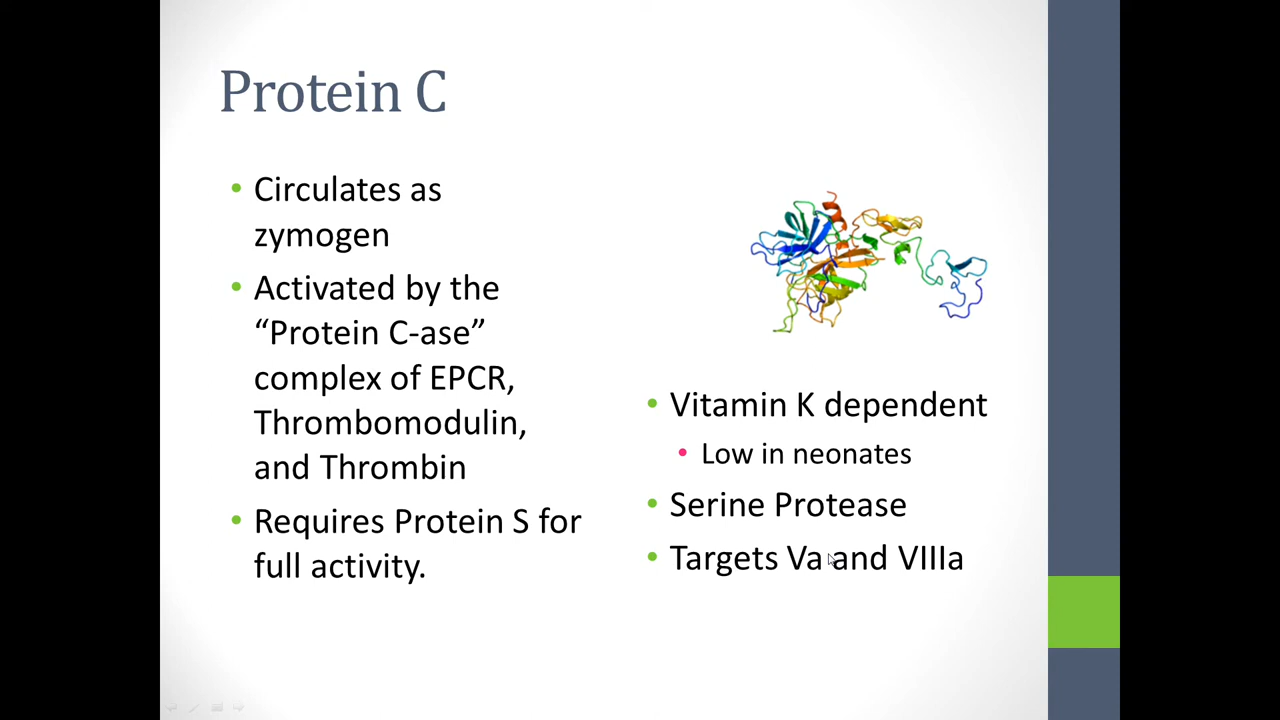 Protein C
• Circulates as
zymogen
• Activated by the
“Protein C-ase”
complex of EPCR,
Thrombomodulin,
and Thrombin
• Requires Protein S for
full activity.
• Vitamin K dependent
• Low in neonates
• Serine Protease
• Targets Va and VIIIa